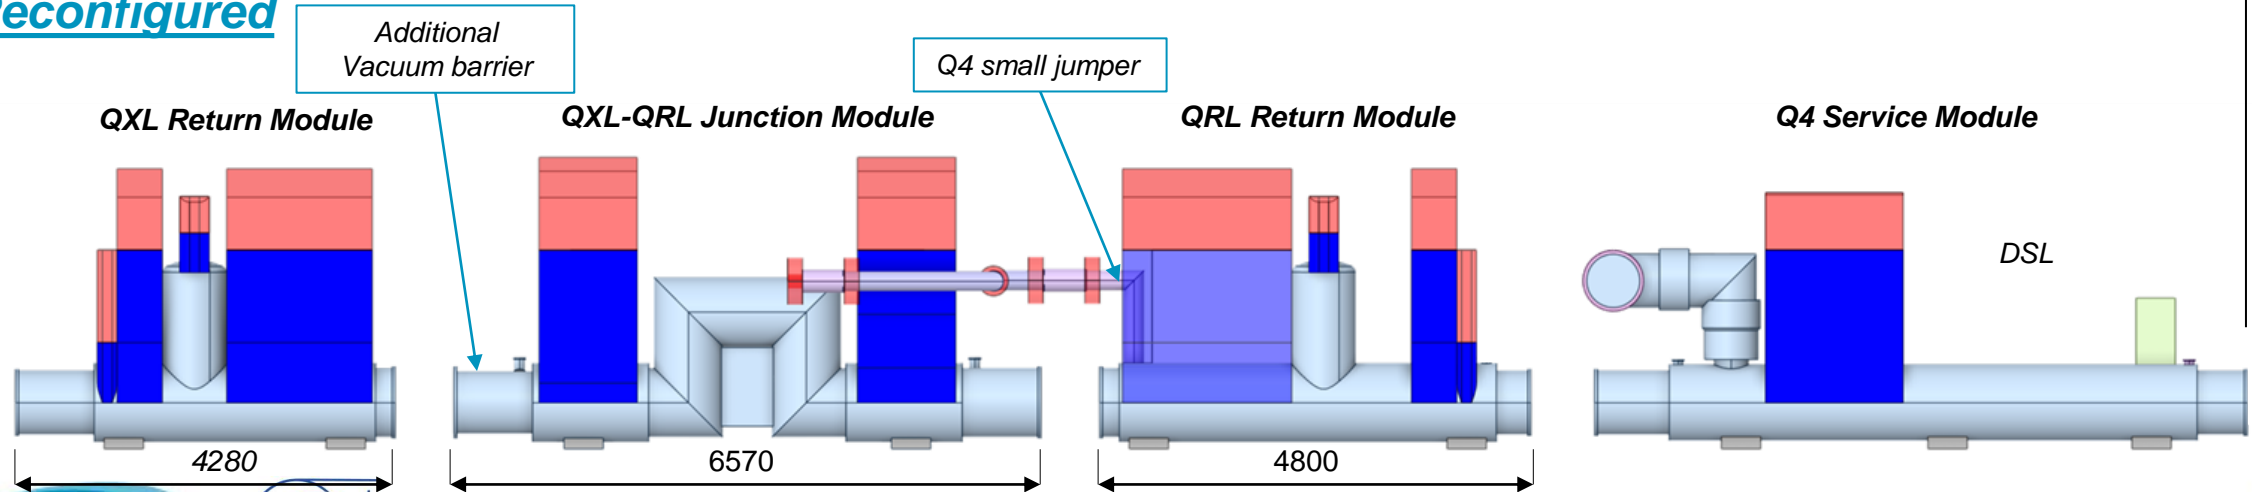 Reconfigured
Additional
Vacuum barrier
Q4 small jumper
QXL Return Module
QXL-QRL Junction Module
QRL Return Module
Q4 Service Module
DSL
4280
6570
4800